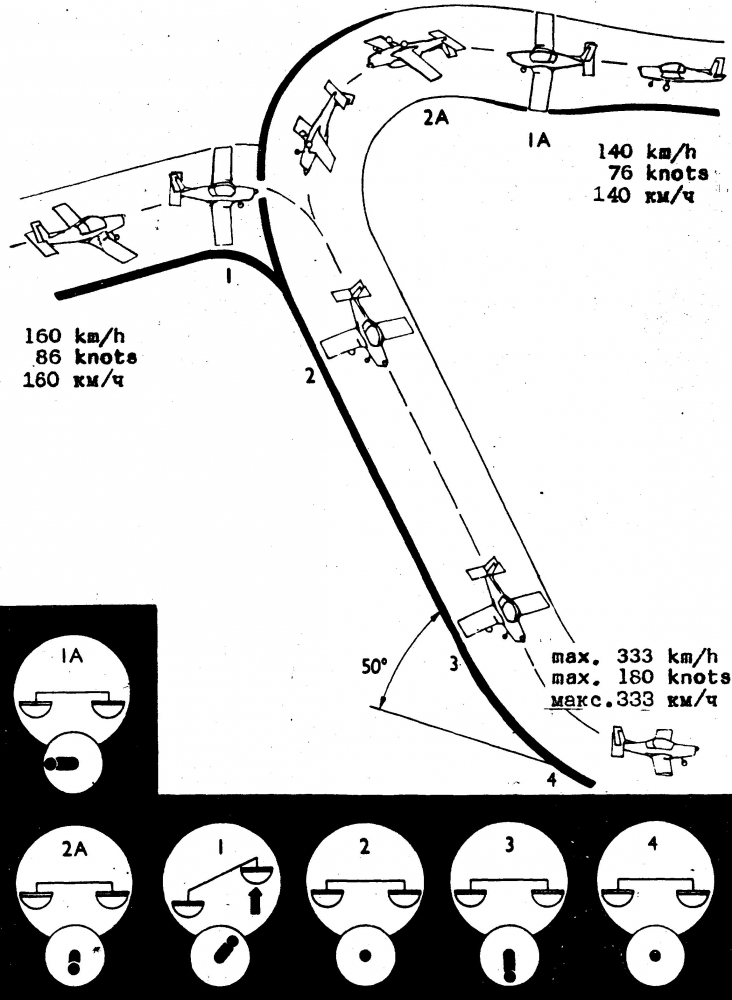 2A
1A
140 km/h
76 knots
140 км/ч
1
160 km/h
86 knots
160 км/ч
2
50°
3
max. 333 km/h
max. 180 knots
макс.333 км/ч
4
1A
2A
1
2
3
4